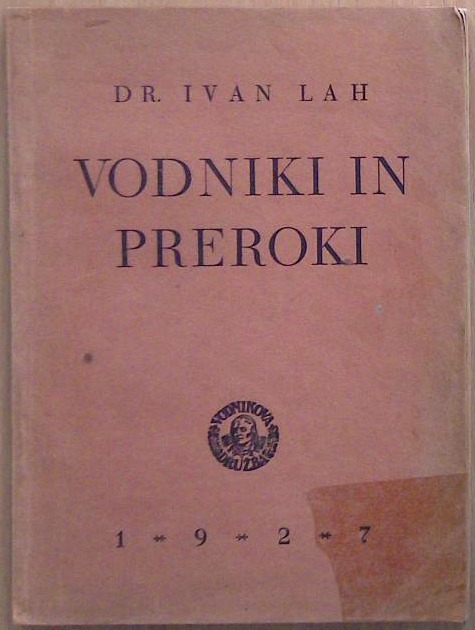 DR. IVAN LAH
VODNIKI IN
PREROKI
VODNIKOVA
DRUŽBA
1 * 9 * 2 * 7